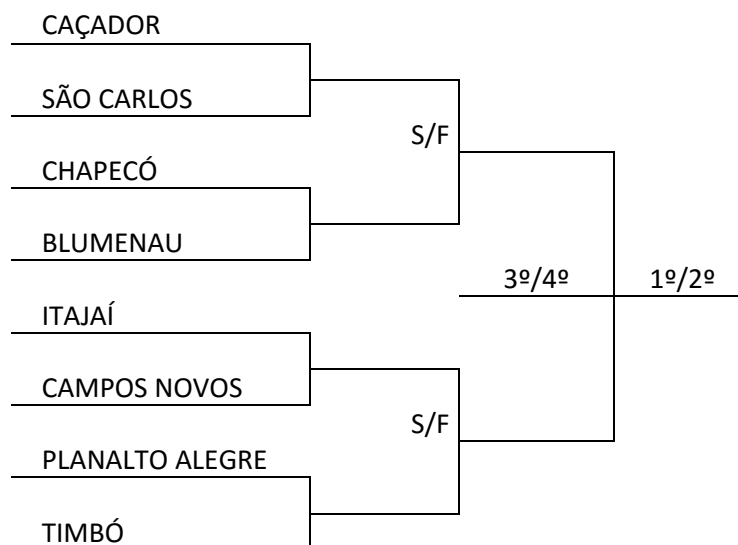 CAÇADOR
SÃO CARLOS
S/F
CHAPECÓ
BLUMENAU
3º/4º 1º/2º
ITAJAÍ
CAMPOS NOVOS
S/F
PLANALTO ALEGRE
TIMBÓ